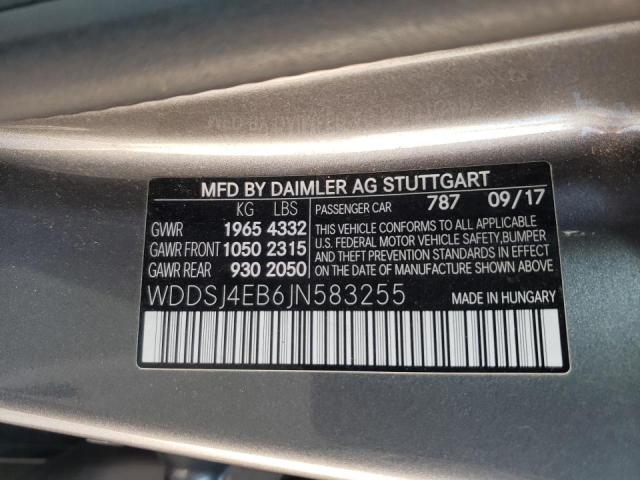 MFD BY DAIMLER AG STUTTGART
KG LBS
GVWR 1965 4332
GAWR FRONT 1050 2315
GAWR REAR 930 2050
PASSENGER CAR 787 09/17
THIS VEHICLE CONFORMS TO ALL APPLICABLE
U.S. FEDERAL MOTOR VEHICLE SAFETY, BUMPER
AND THEFT PREVENTION STANDARDS IN EFFECT
ON THE DATE OF MANUFACTURE SHOWN ABOVE.
WDDSJ4EB6JN583255
MADE IN HUNGARY